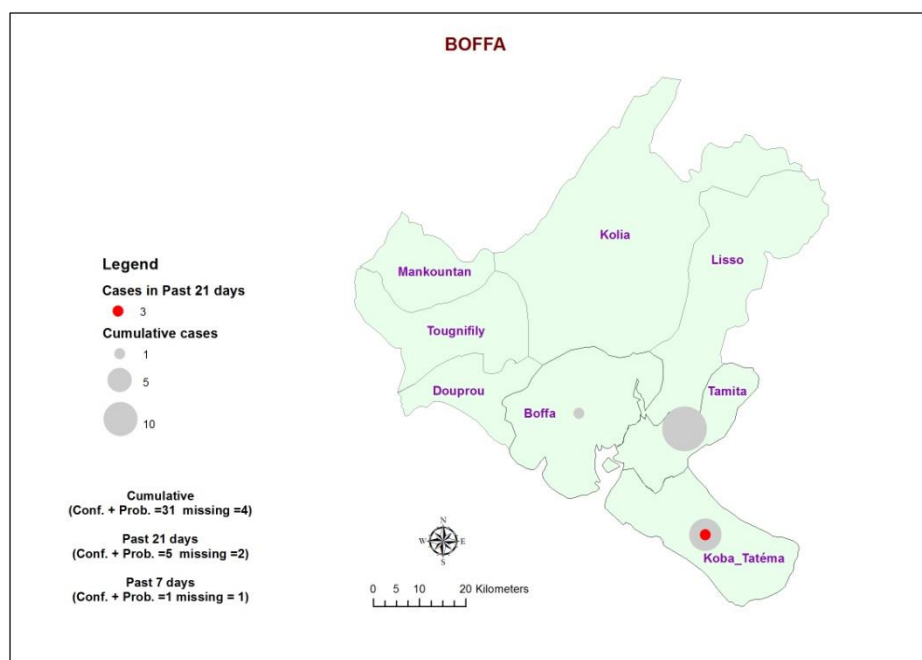 BOFFA
Kolia
Lisso
Mankountan
Tougnifily
Douprou
Boffa
Tamita
Koba_Tatéma
Legend
Cases in Past 21 days
3
Cumulative cases
1
5
10
Cumulative
(Conf. + Prob. =31 missing =4)
Past 21 days
(Conf. + Prob. =5 missing =2)
Past 7 days
(Conf. + Prob. =1 missing = 1)
N
W E
S
0 5 10 20 Kilometers